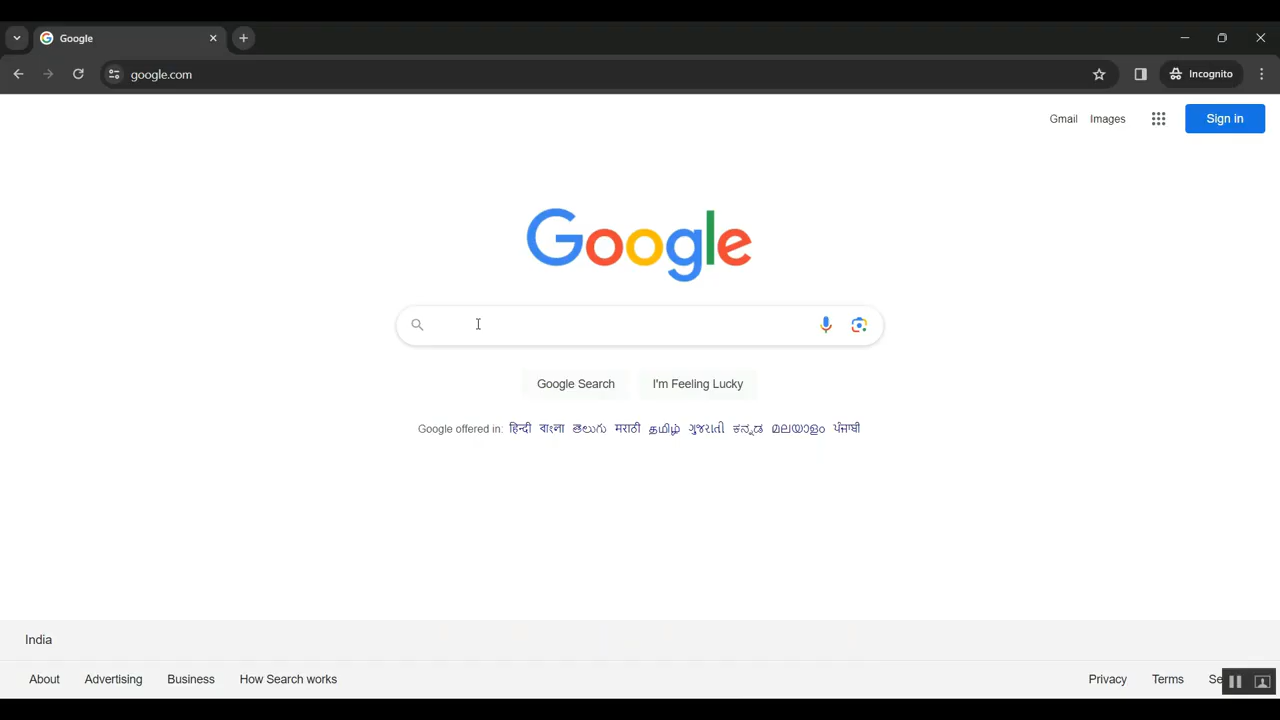 Google
google.com
Incognito
Gmail Images Sign in
Google
Google Search I'm Feeling Lucky
Google offered in: हिन्दी বাংলা తెలుగు मराठी தமிழ் ગુજરાતી ಕನ್ನಡ മലയാളം ਪੰਜਾਬੀ
India
About Advertising Business How Search works Privacy Terms Se